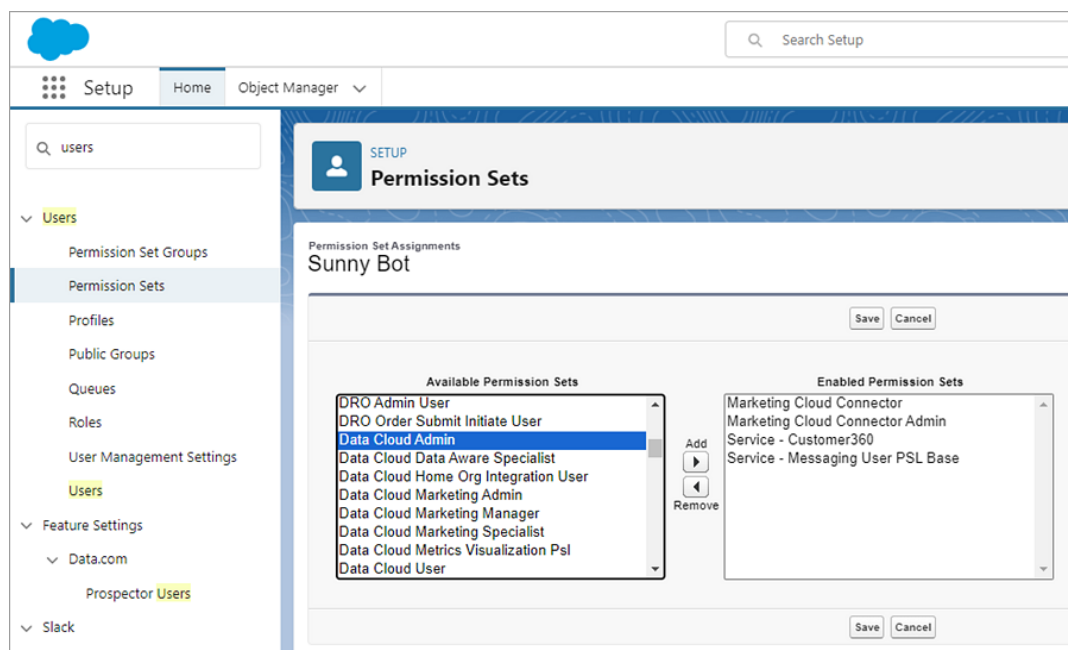 Search Setup
Setup
Home
Object Manager
users
SETUP
Permission Sets
Users
Permission Set Groups
Permission Sets
Profiles
Public Groups
Queues
Roles
User Management Settings
Users
Feature Settings
Data.com
Prospector Users
Slack
Permission Set Assignments
Sunny Bot
Save Cancel
Available Permission Sets
DRO Admin User
DRO Order Submit Initiate User
Data Cloud Admin
Data Cloud Data Aware Specialist
Data Cloud Home Org Integration User
Data Cloud Marketing Admin
Data Cloud Marketing Manager
Data Cloud Marketing Specialist
Data Cloud Metrics Visualization Psl
Data Cloud User
Add
Remove
Enabled Permission Sets
Marketing Cloud Connector
Marketing Cloud Connector Admin
Service - Customer360
Service - Messaging User PSL Base
Save Cancel